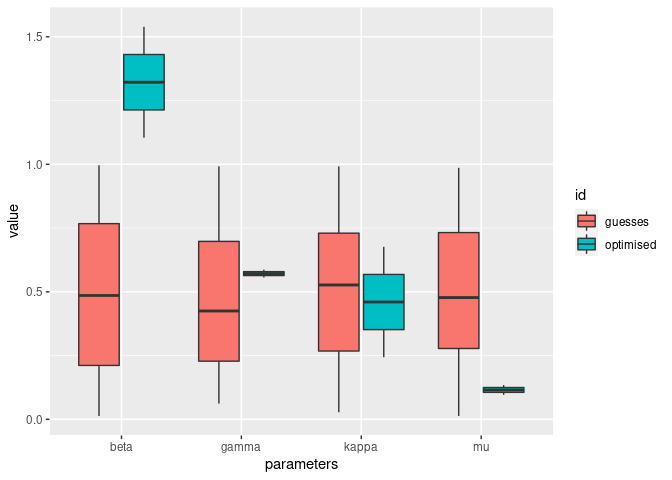 value
1.5
1.0
0.5
0.0
beta
gamma
kappa
mu
parameters
id
guesses
optimised